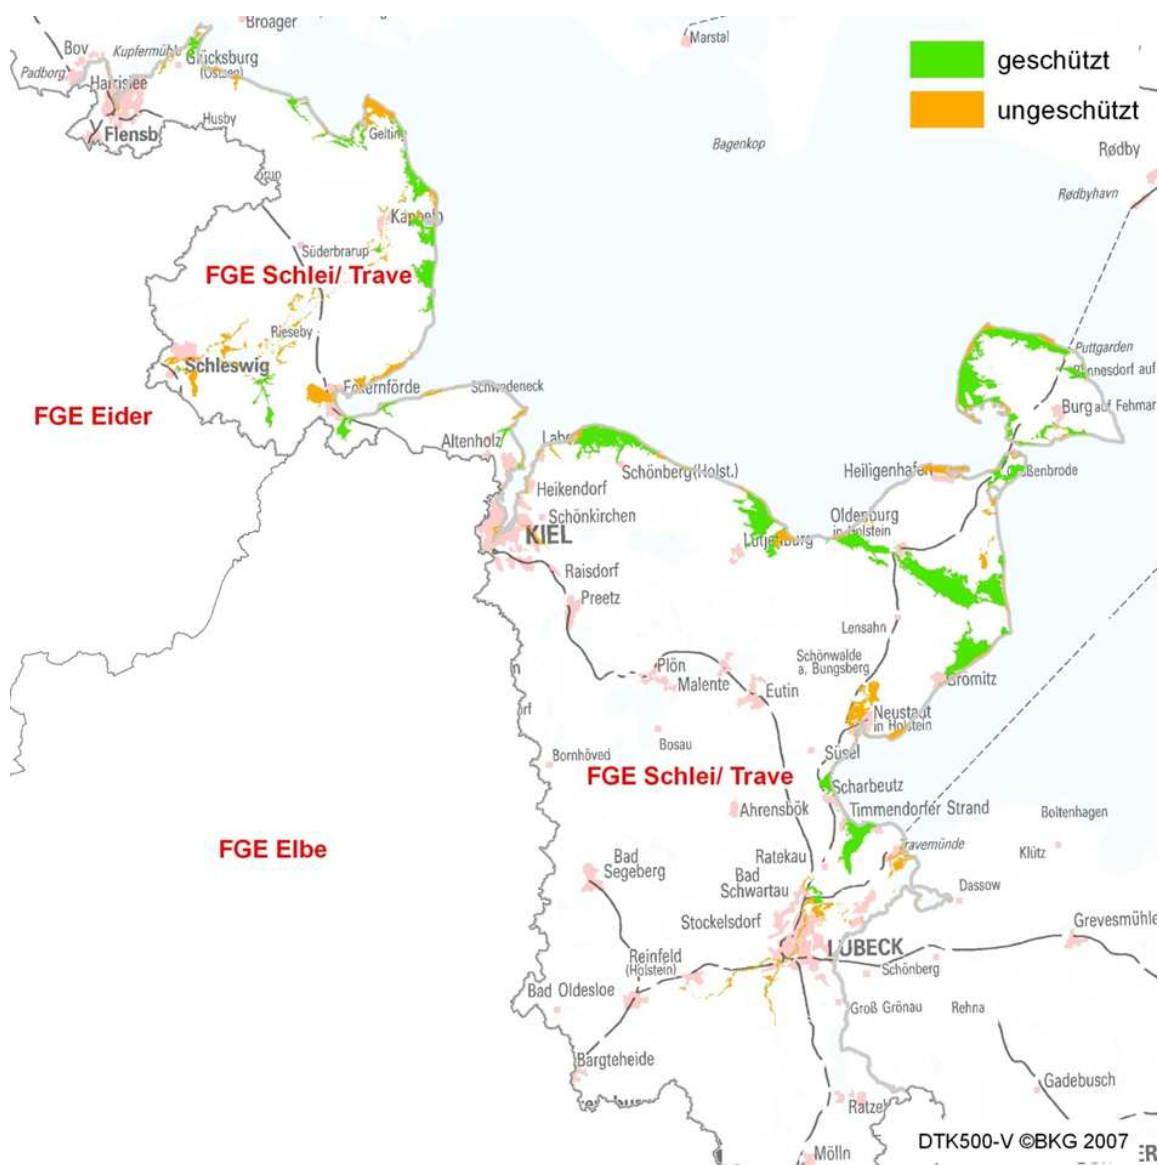 Broager
Marstal
Bov
Kupfermühle
Glücksburg
(Ostsee)
Padborg
Harrislee
Husby
Flensb
Gelting
Bagenkop
Rødby
Rødbyhavn
geschützt
ungeschützt
Kappeln
Süderbrarup
FGE Schlei/ Trave
Rieseby
Schleswig
Eckernförde
Schwedeneck
FGE Eider
Puttgarden
Burg auf Fehmar
Altenholz
Labo
Schönberg(Holst.)
Heiligenhafen
Großenbrode
Heikendorf
Schönkirchen
KIEL
Oldenburg
in Holstein
Lütjenburg
Raisdorf
Preetz
Lensahn
Schönwalde
a. Bungsberg
Plön
Malente
Eutin
Grömitz
Neustadt
in Holstein
Bosau
Bornhöved
Süsel
FGE Schlei/ Trave
Scharbeutz
Ahrensbök
Timmendorfer Strand
Boltenhagen
FGE Elbe
Bad
Segeberg
Ratekau
Travemünde
Klütz
Bad
Schwartau
Dassow
Stockelsdorf
Grevesmühle
LÜBECK
Reinfeld
(Holstein)
Schönberg
Bad Oldesloe
Groß Grönau
Rehna
Bargteheide
Gadebusch
Ratzeb
Mölln
DTK500-V ©BKG 2007